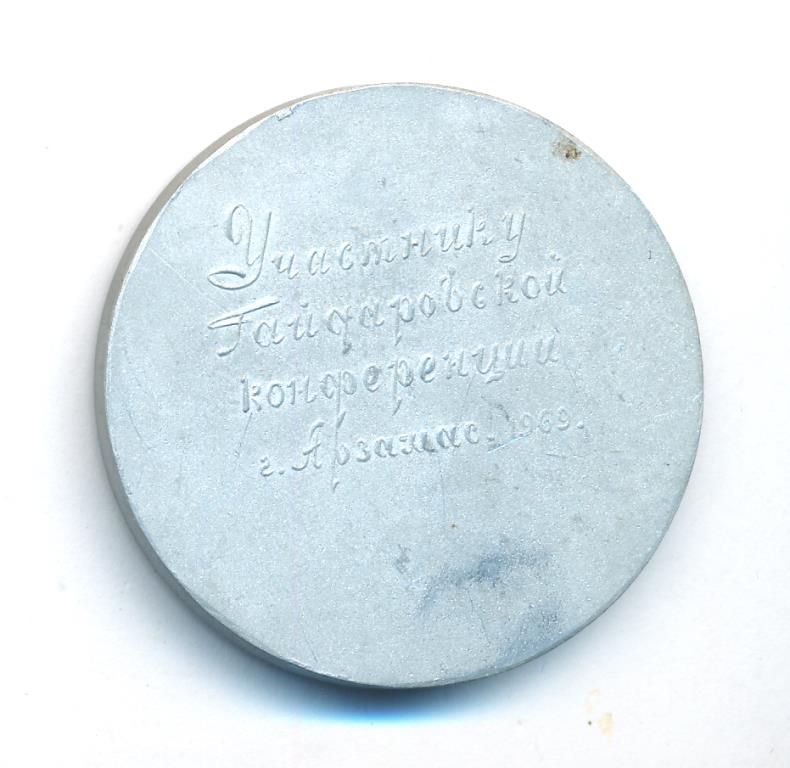 Участнику
Гайдаровской
конференции
г. Арзамас. 1969.